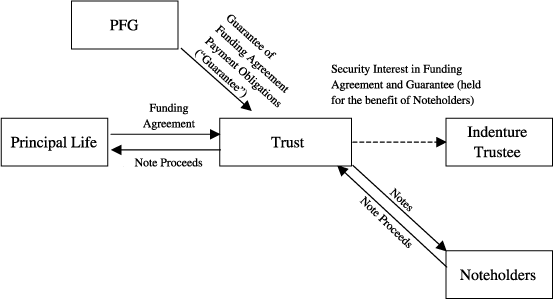 PFG
Guarantee of
Funding Agreement
Payment Obligations
("Guarantee")
Security Interest in Funding
Agreement and Guarantee (held
for the benefit of Noteholders)
Funding
Agreement
Principal Life
Trust
Indenture
Trustee
Note Proceeds
Notes
Note Proceeds
Noteholders